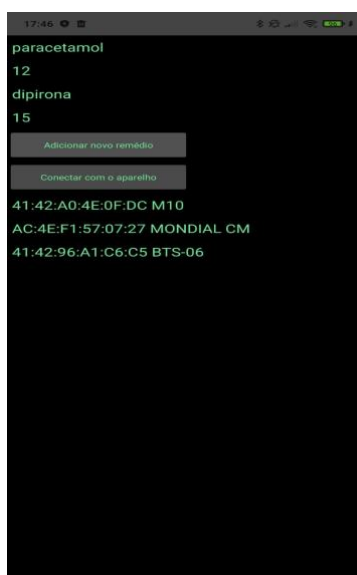 17:46
96
paracetamol
12
dipirona
15
Adicionar novo remédio
Conectar com o aparelho
41:42:A0:4E:0F:DC M10
AC:4E:F1:57:07:27 MONDIAL CM
41:42:96:A1:C6:C5 BTS-06